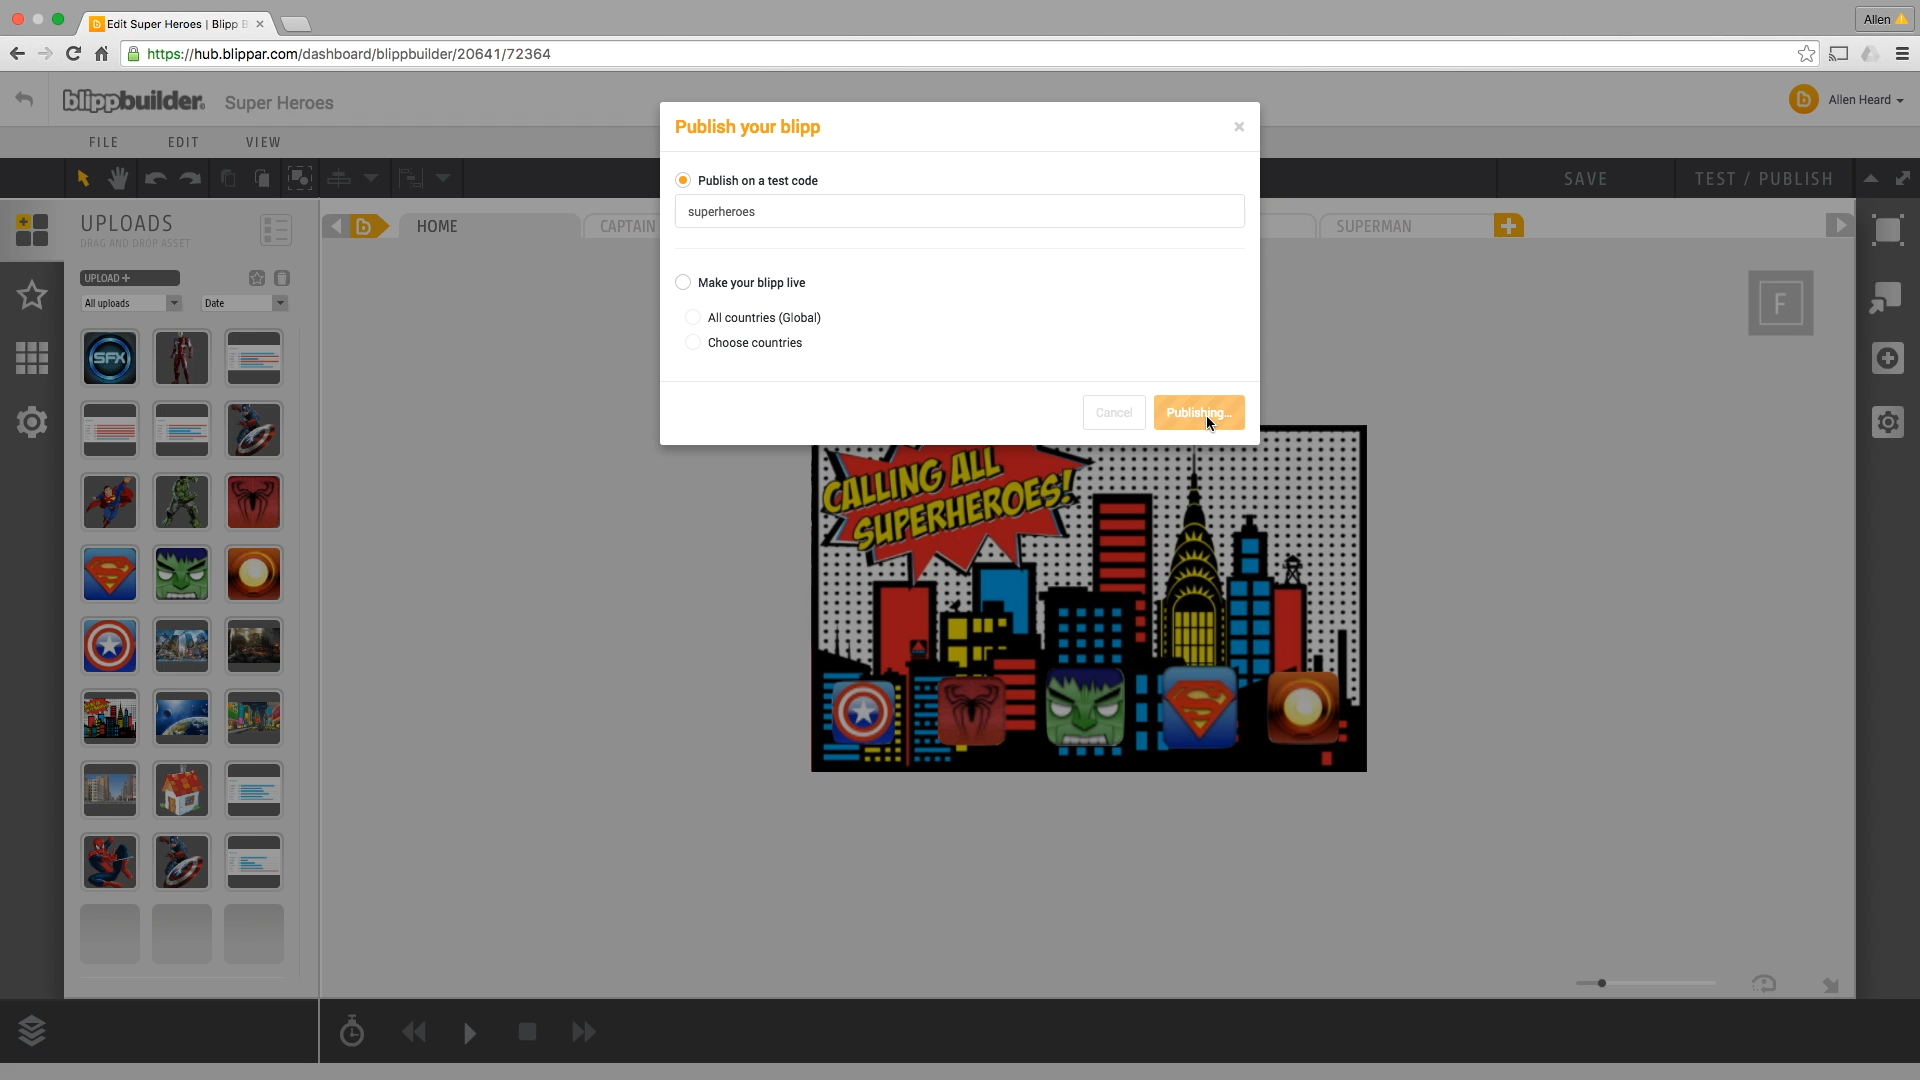 Edit Super Heroes | Blipp B
Allen
https://hub.blippar.com/dashboard/blippbuilder/20641/72364
blippbuilder.
Super Heroes
Allen Heard
FILE
EDIT
VIEW
SAVE
TEST / PUBLISH
Publish your blipp
Publish on a test code
superheroes
Make your blipp live
All countries (Global)
Choose countries
Cancel
Publishing...
UPLOADS
DRAG AND DROP ASSET
UPLOAD +
All uploads
Date
SFX
HOME
CAPTAIN
SUPERMAN
F
CALLING ALL
SUPERHEROES!